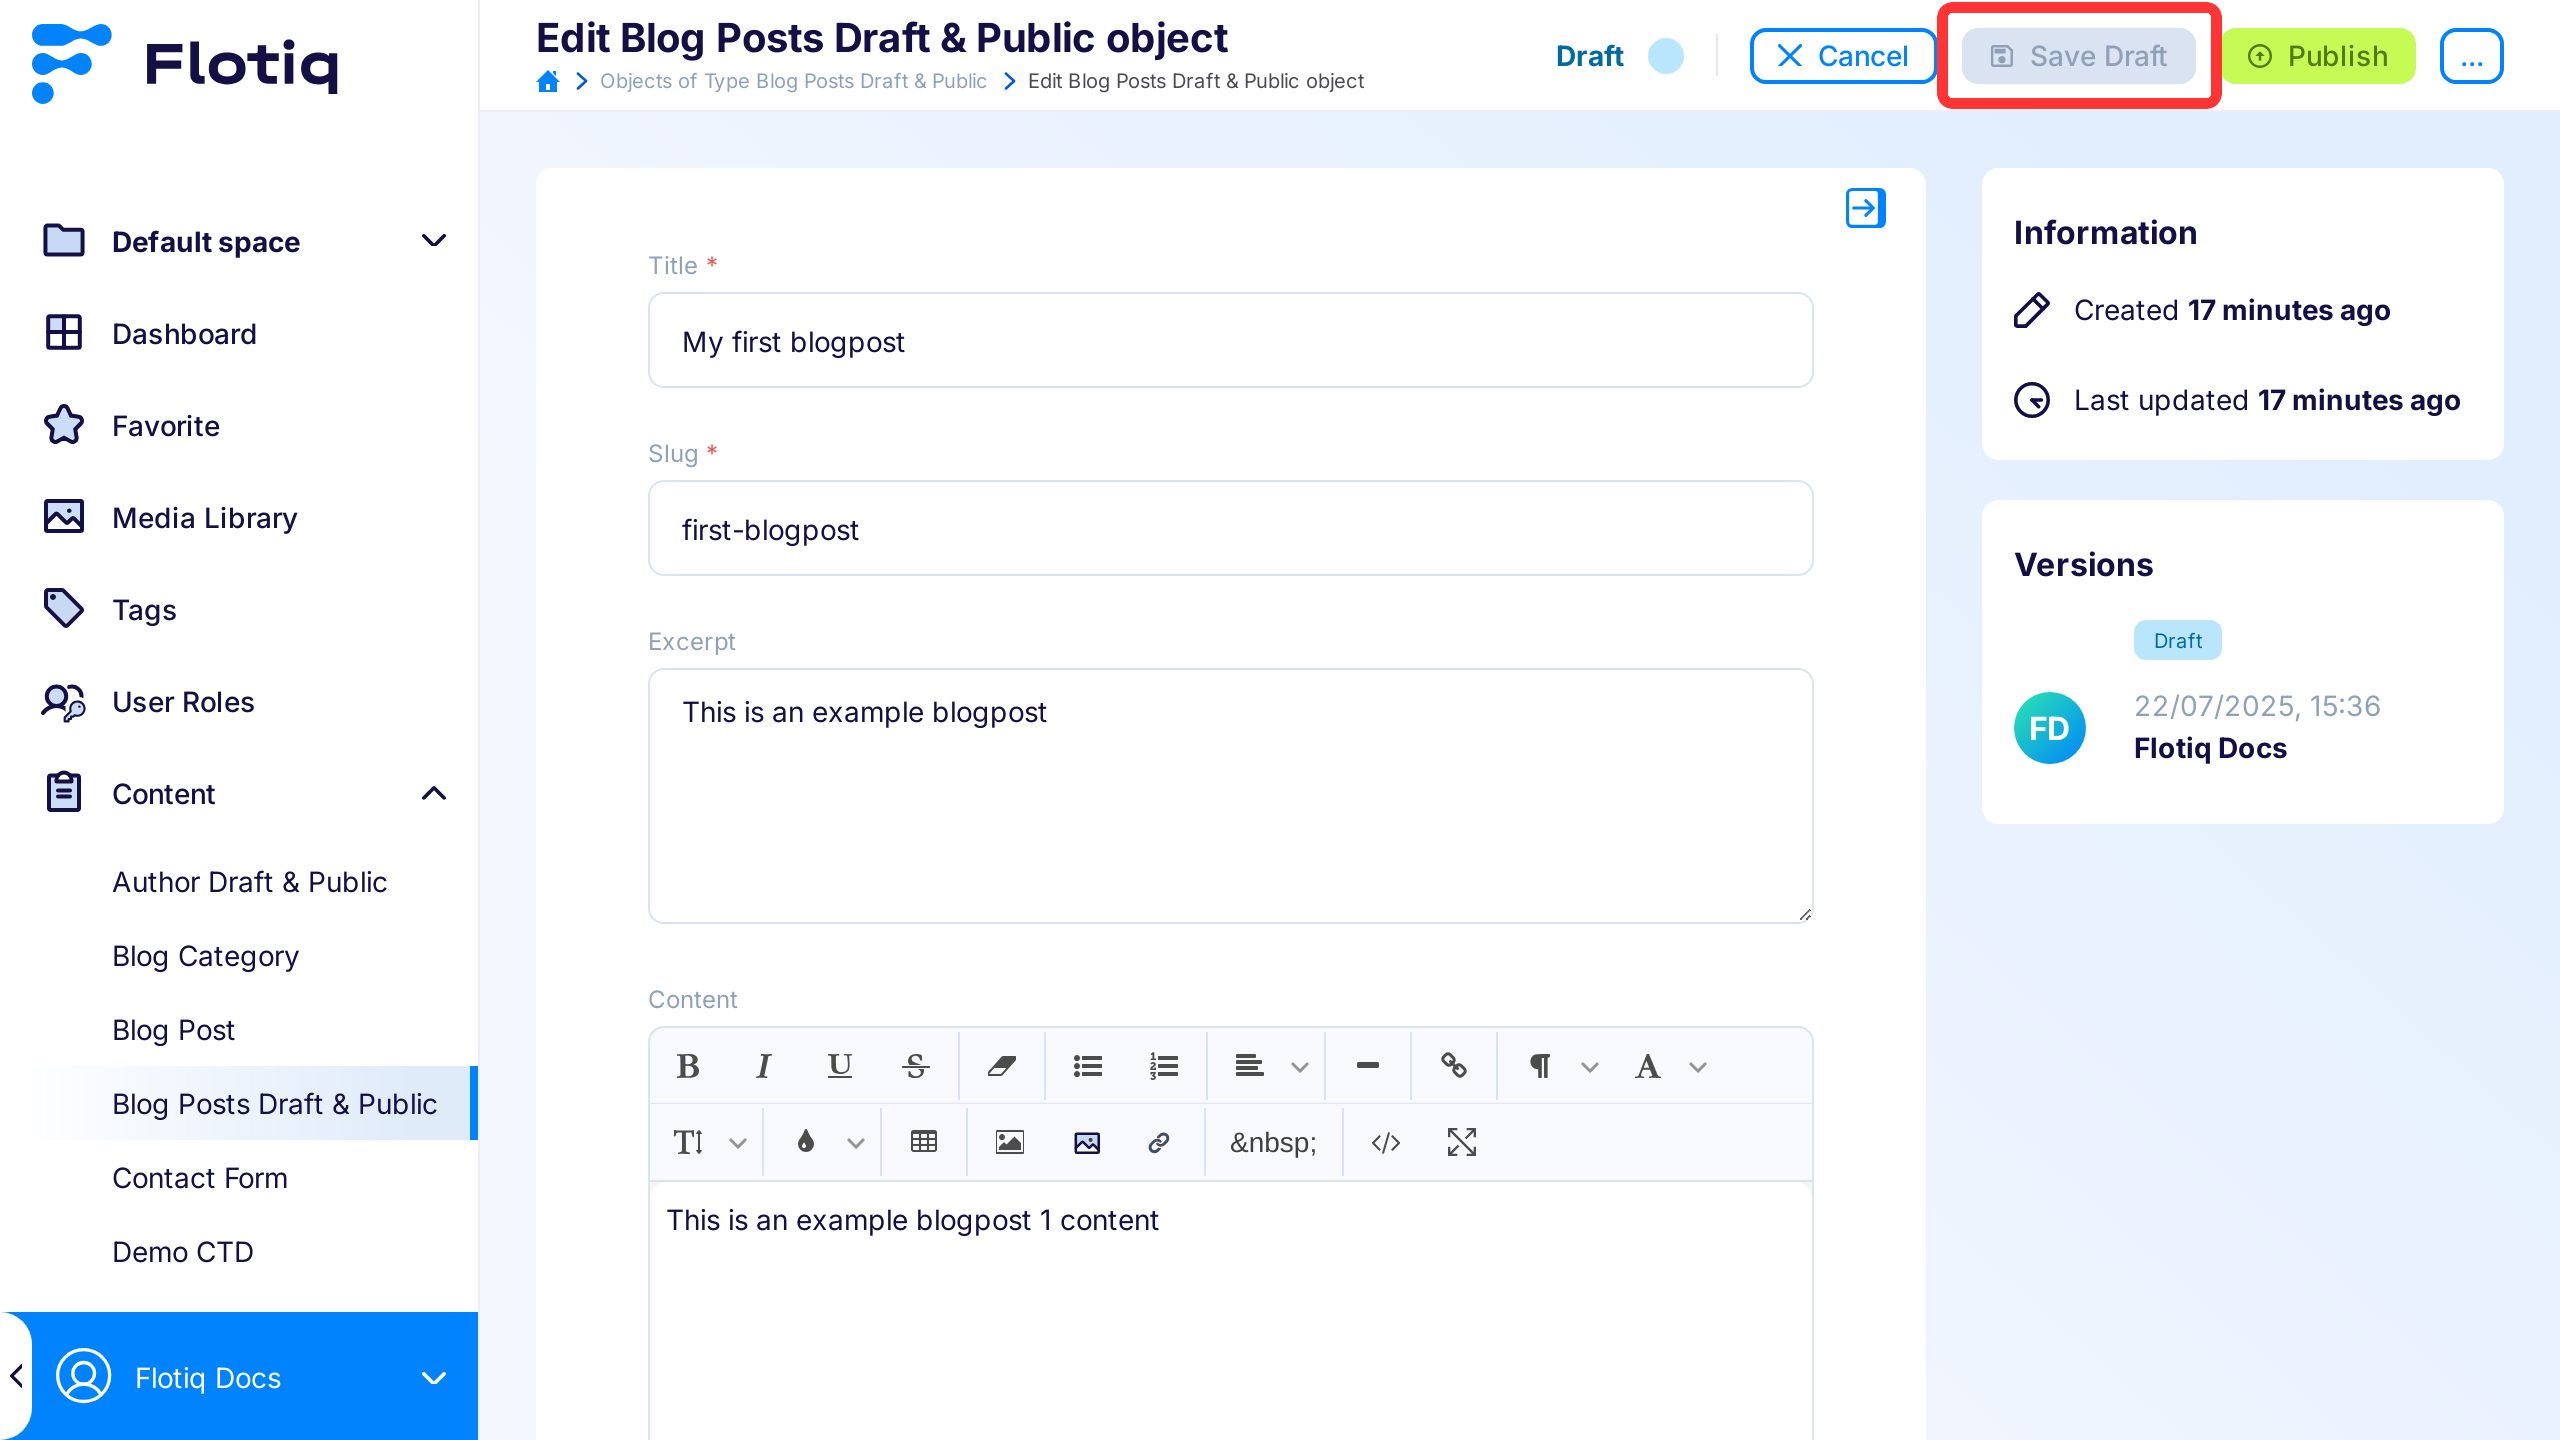 Flotiq
Default space
Dashboard
Favorite
Media Library
Tags
User Roles
Content
Author Draft & Public
Blog Category
Blog Post
Blog Posts Draft & Public
Contact Form
Demo CTD
Flotiq Docs
Edit Blog Posts Draft & Public object
Objects of Type Blog Posts Draft & Public
Edit Blog Posts Draft & Public object
Draft
Cancel
Save Draft
Publish
...
Title *
My first blogpost
Slug *
first-blogpost
Excerpt
This is an example blogpost
Content
B I U S
&nbsp;
This is an example blogpost 1 content
Information
Created 17 minutes ago
Last updated 17 minutes ago
Versions
Draft
FD
22/07/2025, 15:36
Flotiq Docs